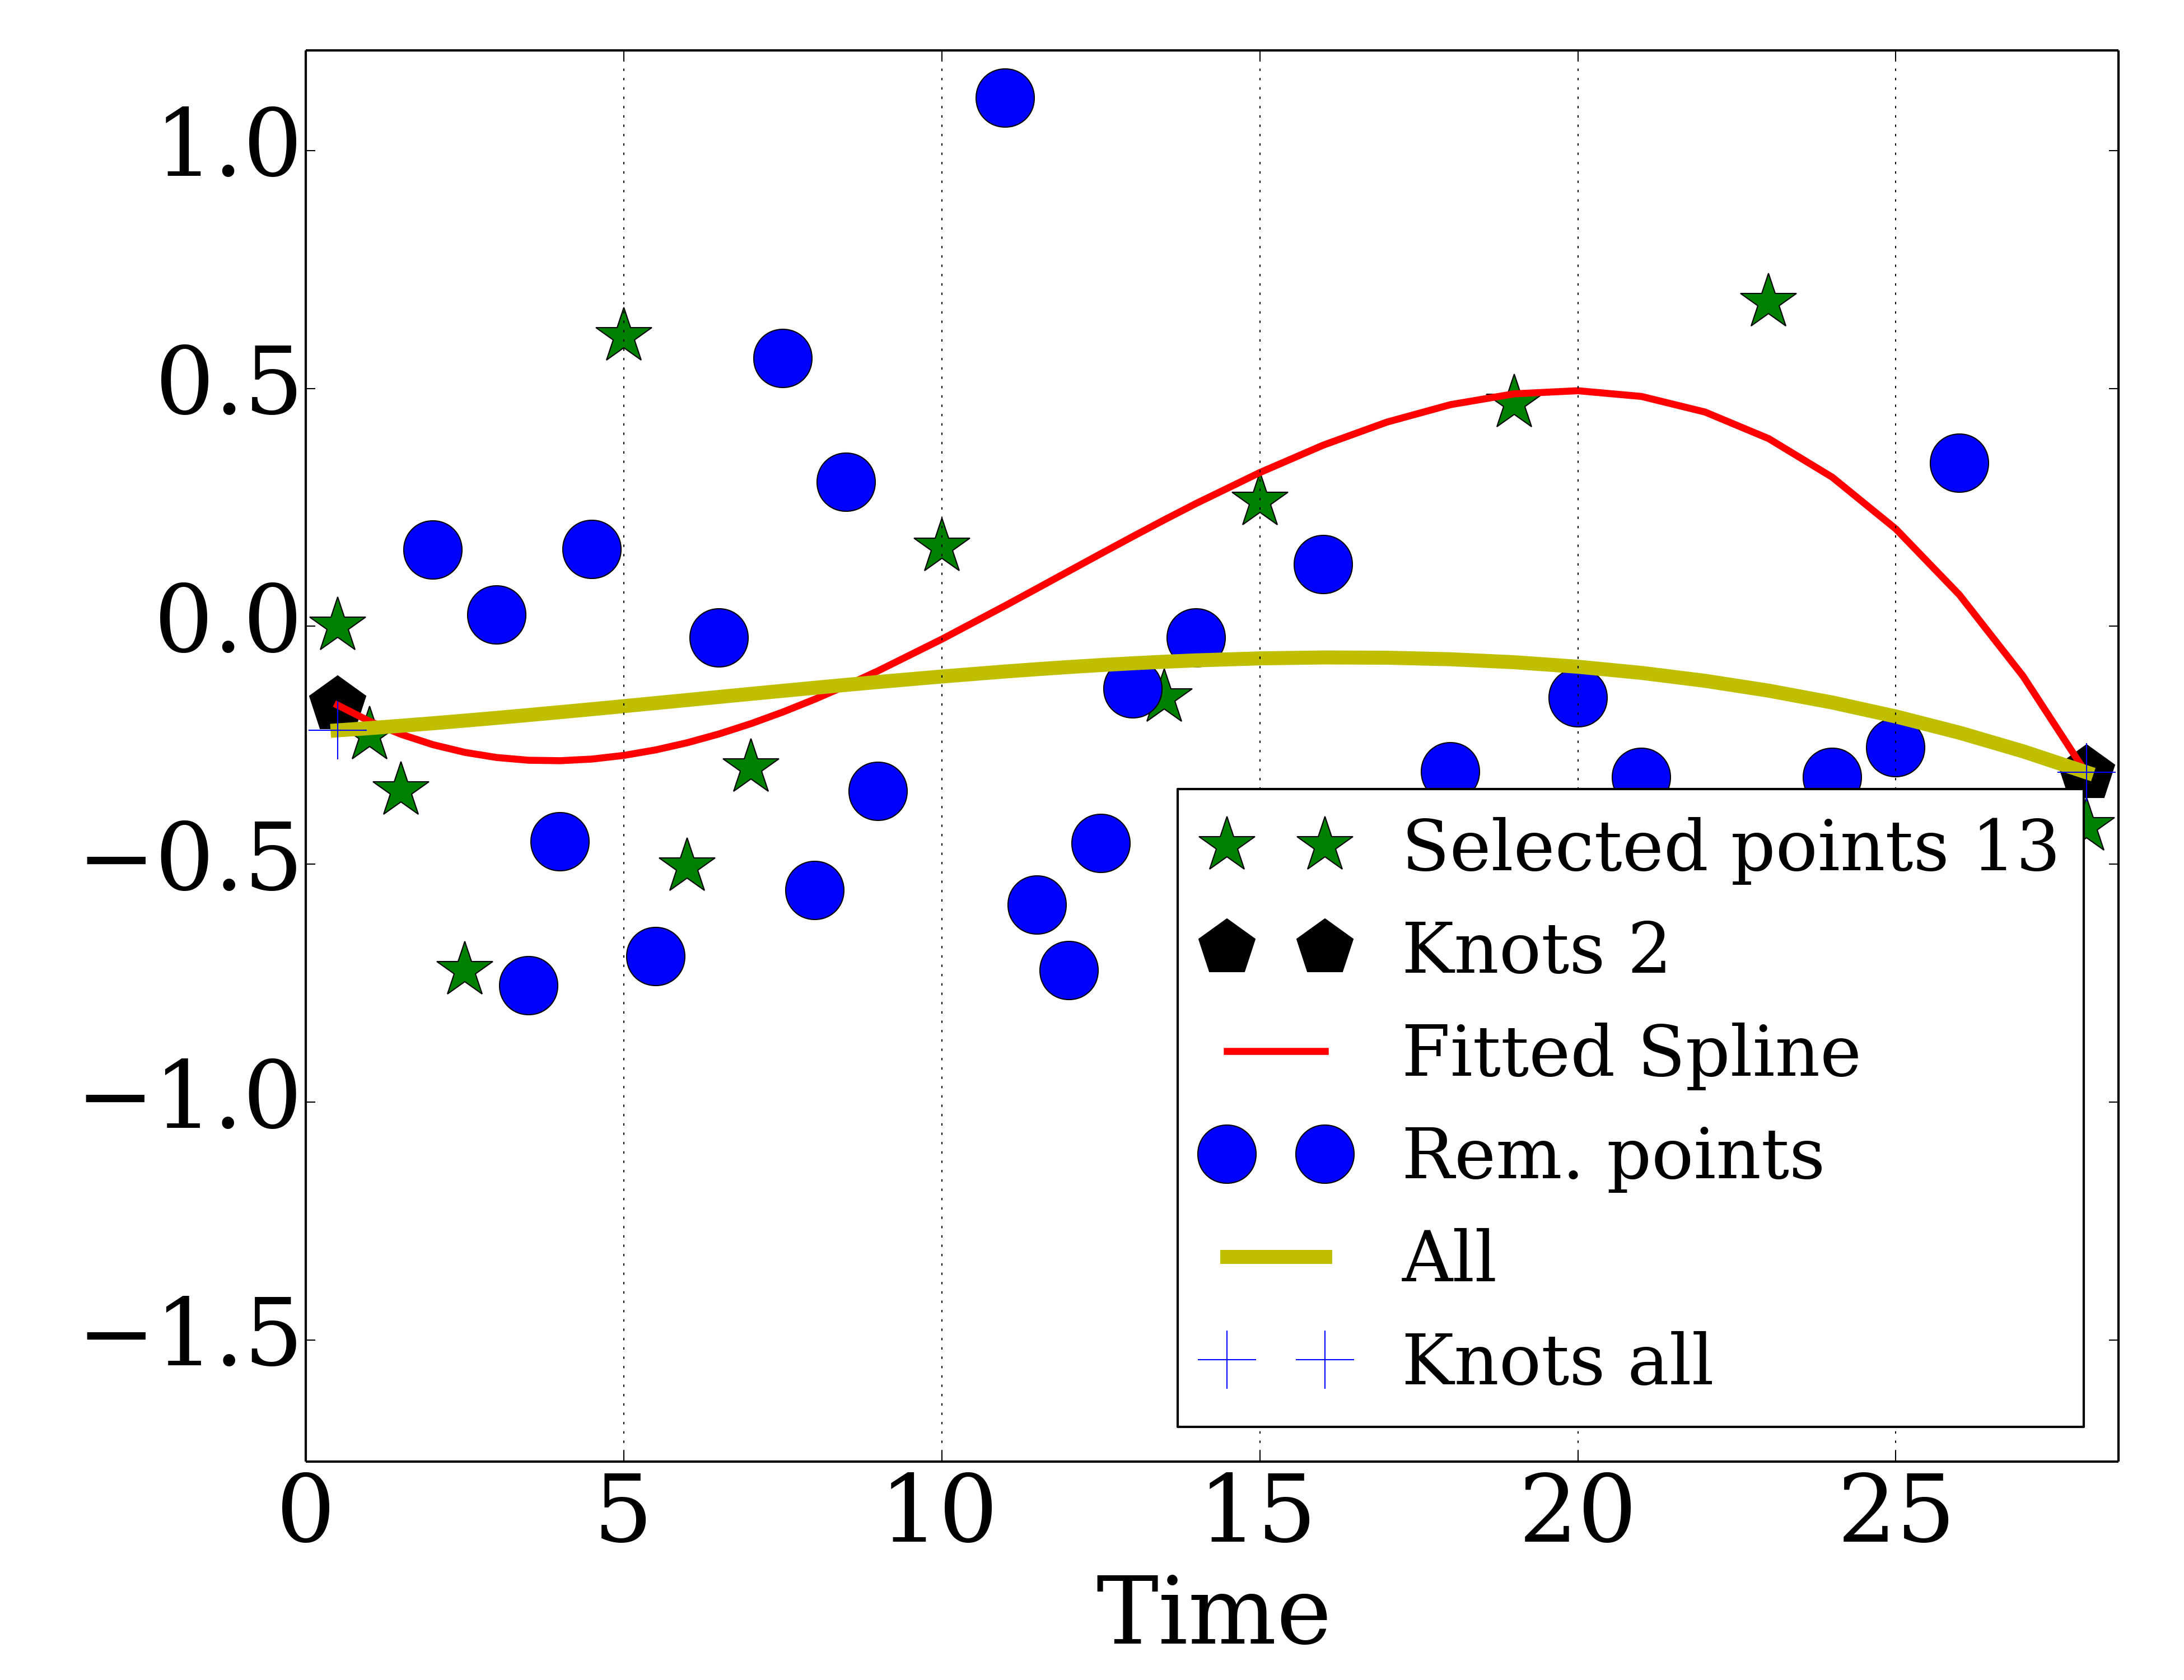 1.0
0.5
0.0
−0.5
−1.0
−1.5
Selected points 13
Knots 2
Fitted Spline
Rem. points
All
Knots all
0 5 10 15 20 25
Time